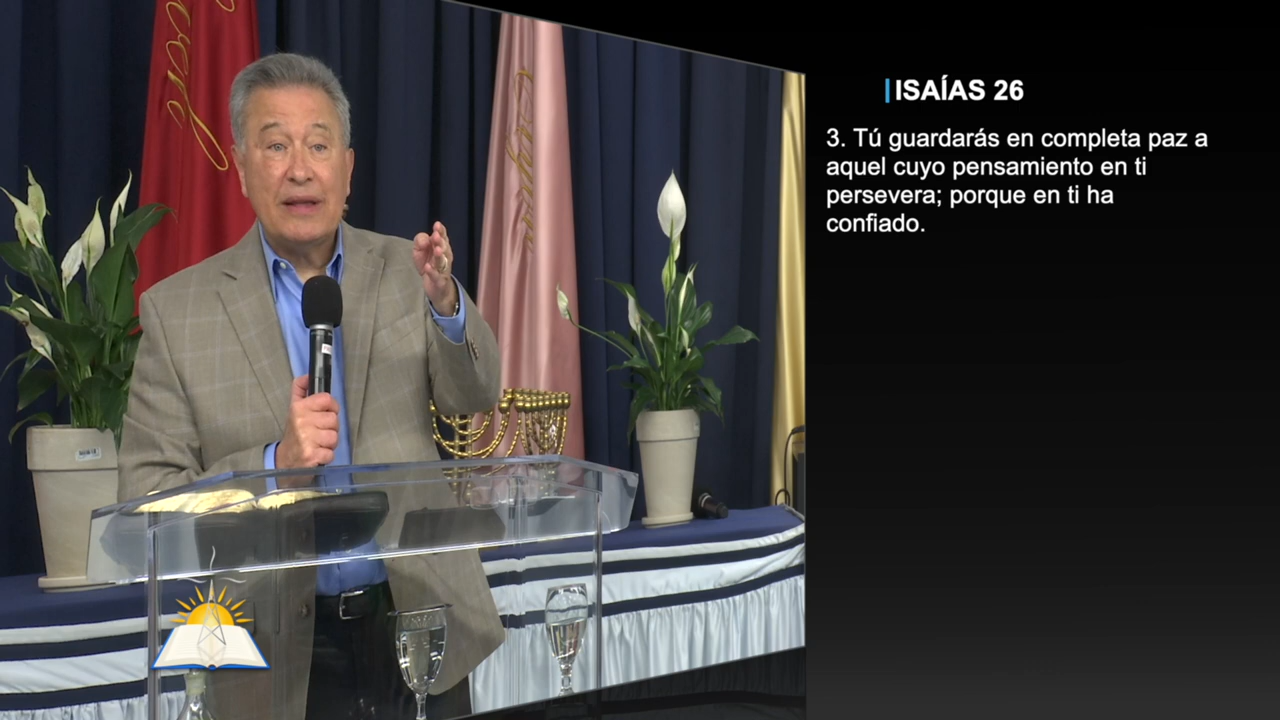 ISAÍAS 26
3. Tú guardarás en completa paz a
aquel cuyo pensamiento en ti
persevera; porque en ti ha
confiado.